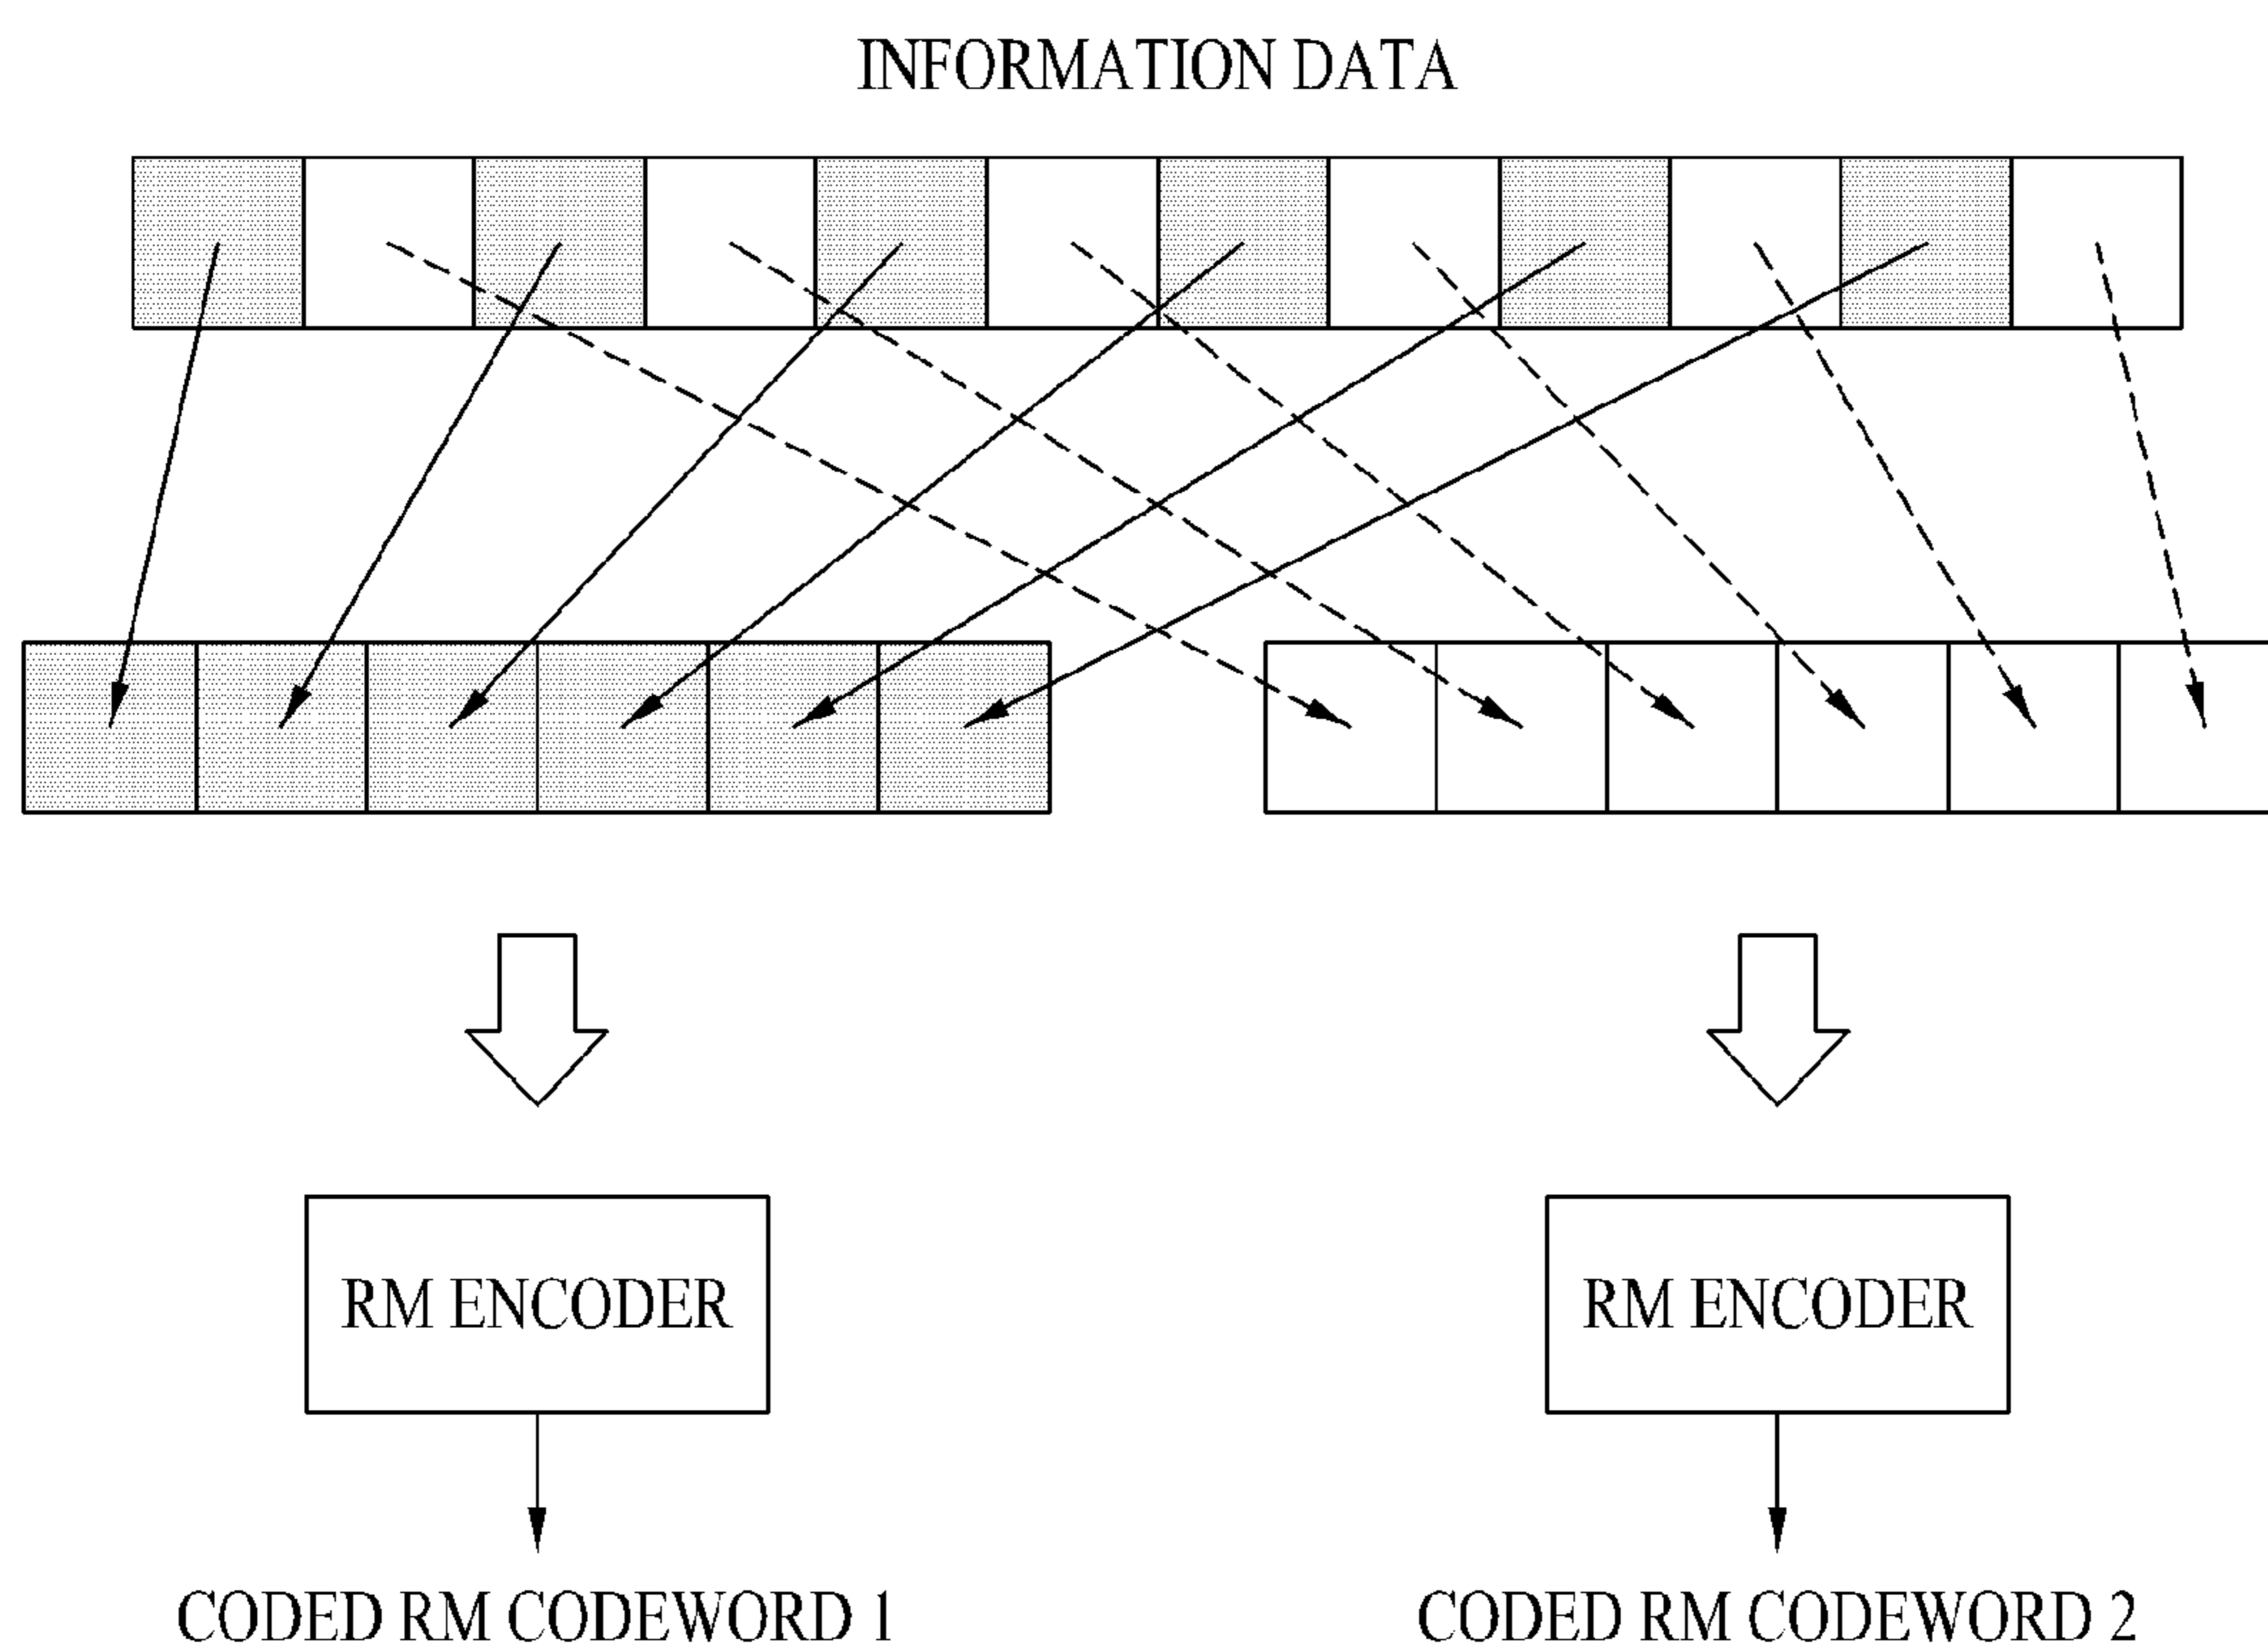 INFORMATION DATA
RM ENCODER
RM ENCODER
CODED RM CODEWORD 1
CODED RM CODEWORD 2